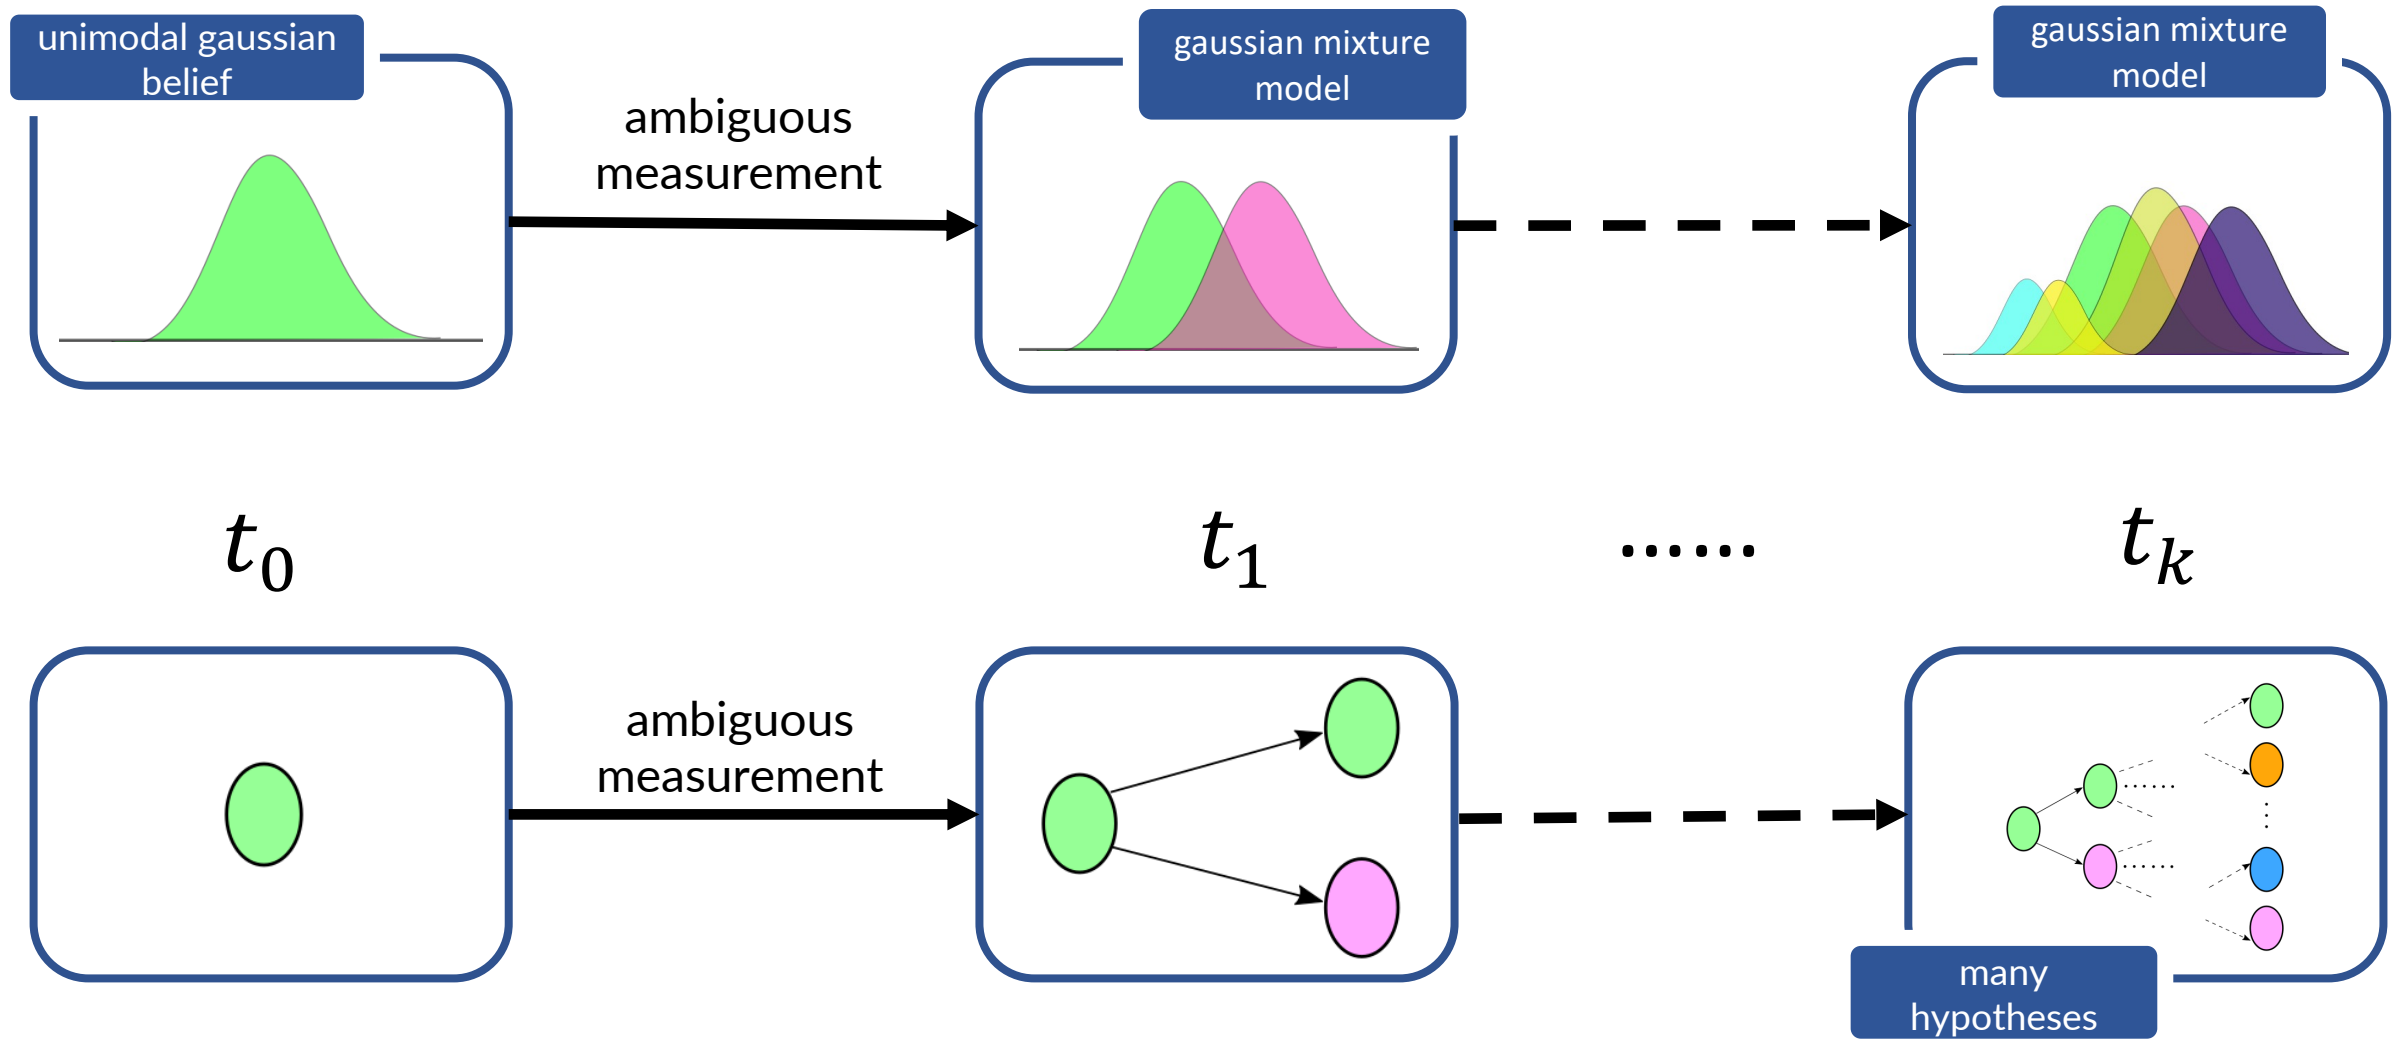 unimodal gaussian
belief
ambiguous
measurement
gaussian mixture
model
gaussian mixture
model
t0
t1
......
tk
ambiguous
measurement
many
hypotheses